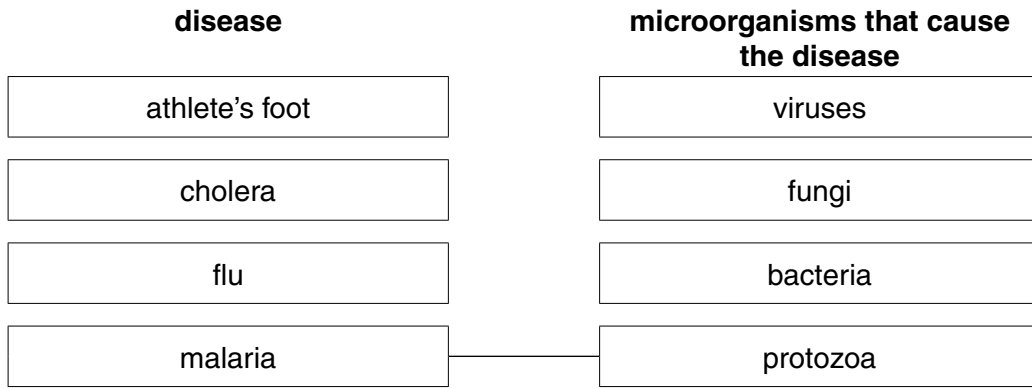 disease
microorganisms that cause
the disease
athlete’s foot
viruses
cholera
fungi
flu
bacteria
malaria
protozoa